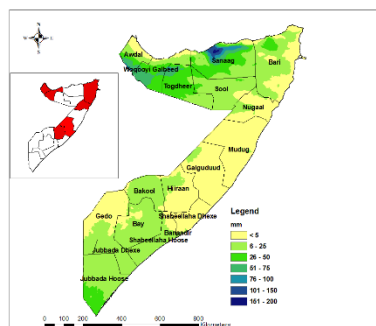 Awdal
Woqooyi Galbeed
Sanaag
Bari
Togdheer
Sool
Nugaal
Mudug
Galguduud
Bakool
Hiiraan
Gedo
Bay
Shabeellaha Dhexe
Banaadir
Shabeellaha Hoose
Jubbada Dhexe
Jubbada Hoose
Legend
mm
< 5
5 - 25
26 - 50
51 - 75
76 - 100
101 - 150
151 - 200
0 100 200 400 600 800
Kilometers